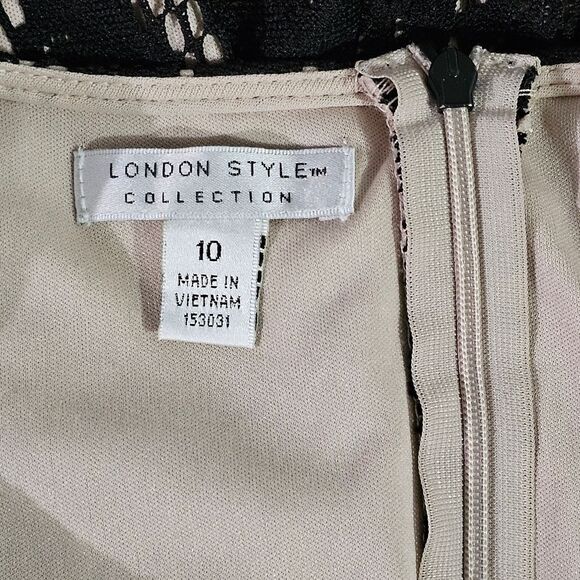 LONDON STYLE™
COLLECTION
10
MADE IN
VIETNAM
153031